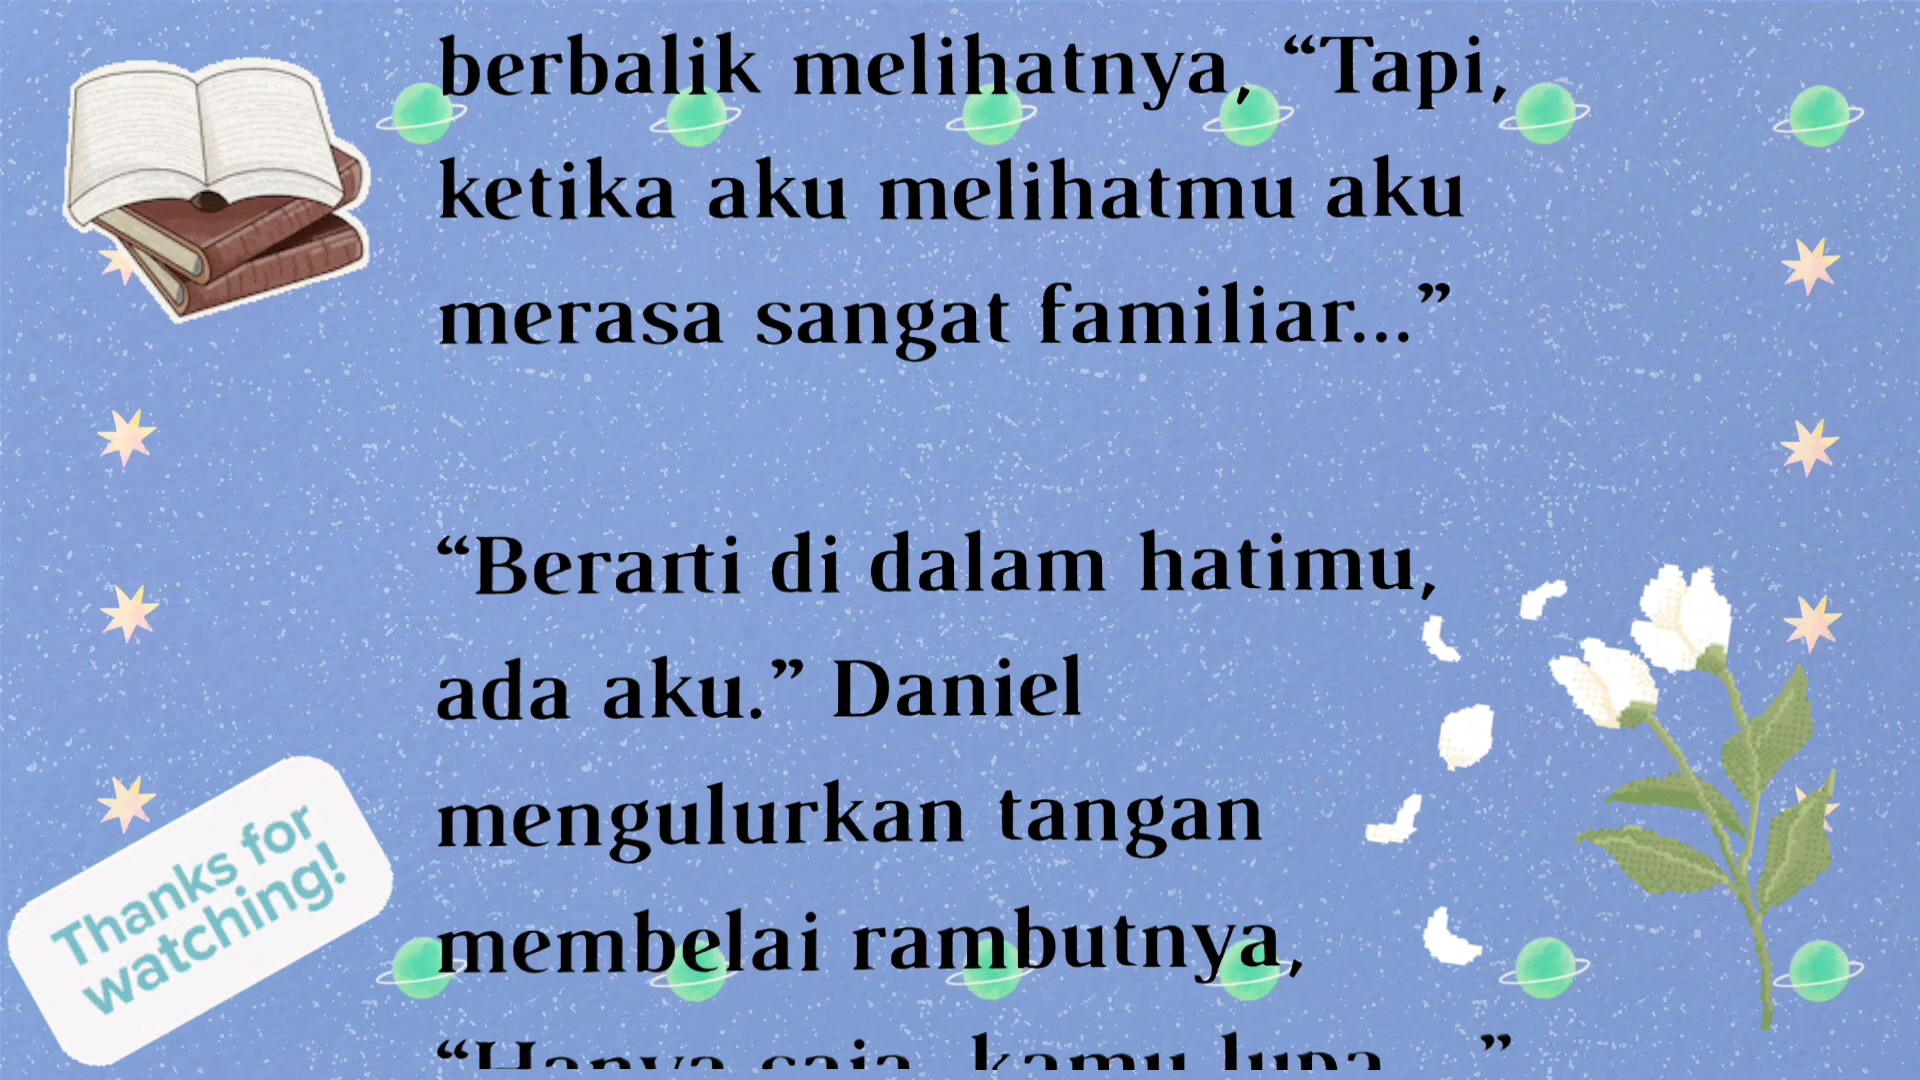 berbalik melihatnya, “Tapi,
ketika aku melihatmu aku
merasa sangat familiar...”
“Berarti di dalam hatimu,
ada aku.” Daniel
mengulurkan tangan
membelai rambutnya,
“Hanya saja, kamu lupa...”
Thanks for
watching!